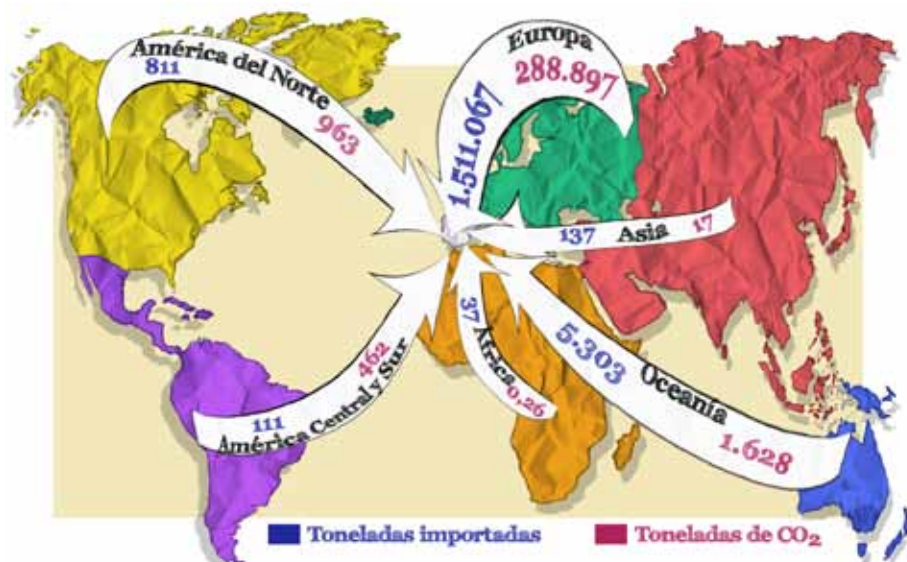 América del Norte
811
963
Europa
288.897
1.511.067
137 Asia 17
37 África 0,26
462
111
América Central y Sur
5.303 Oceanía
1.628
Toneladas importadas
Toneladas de CO2